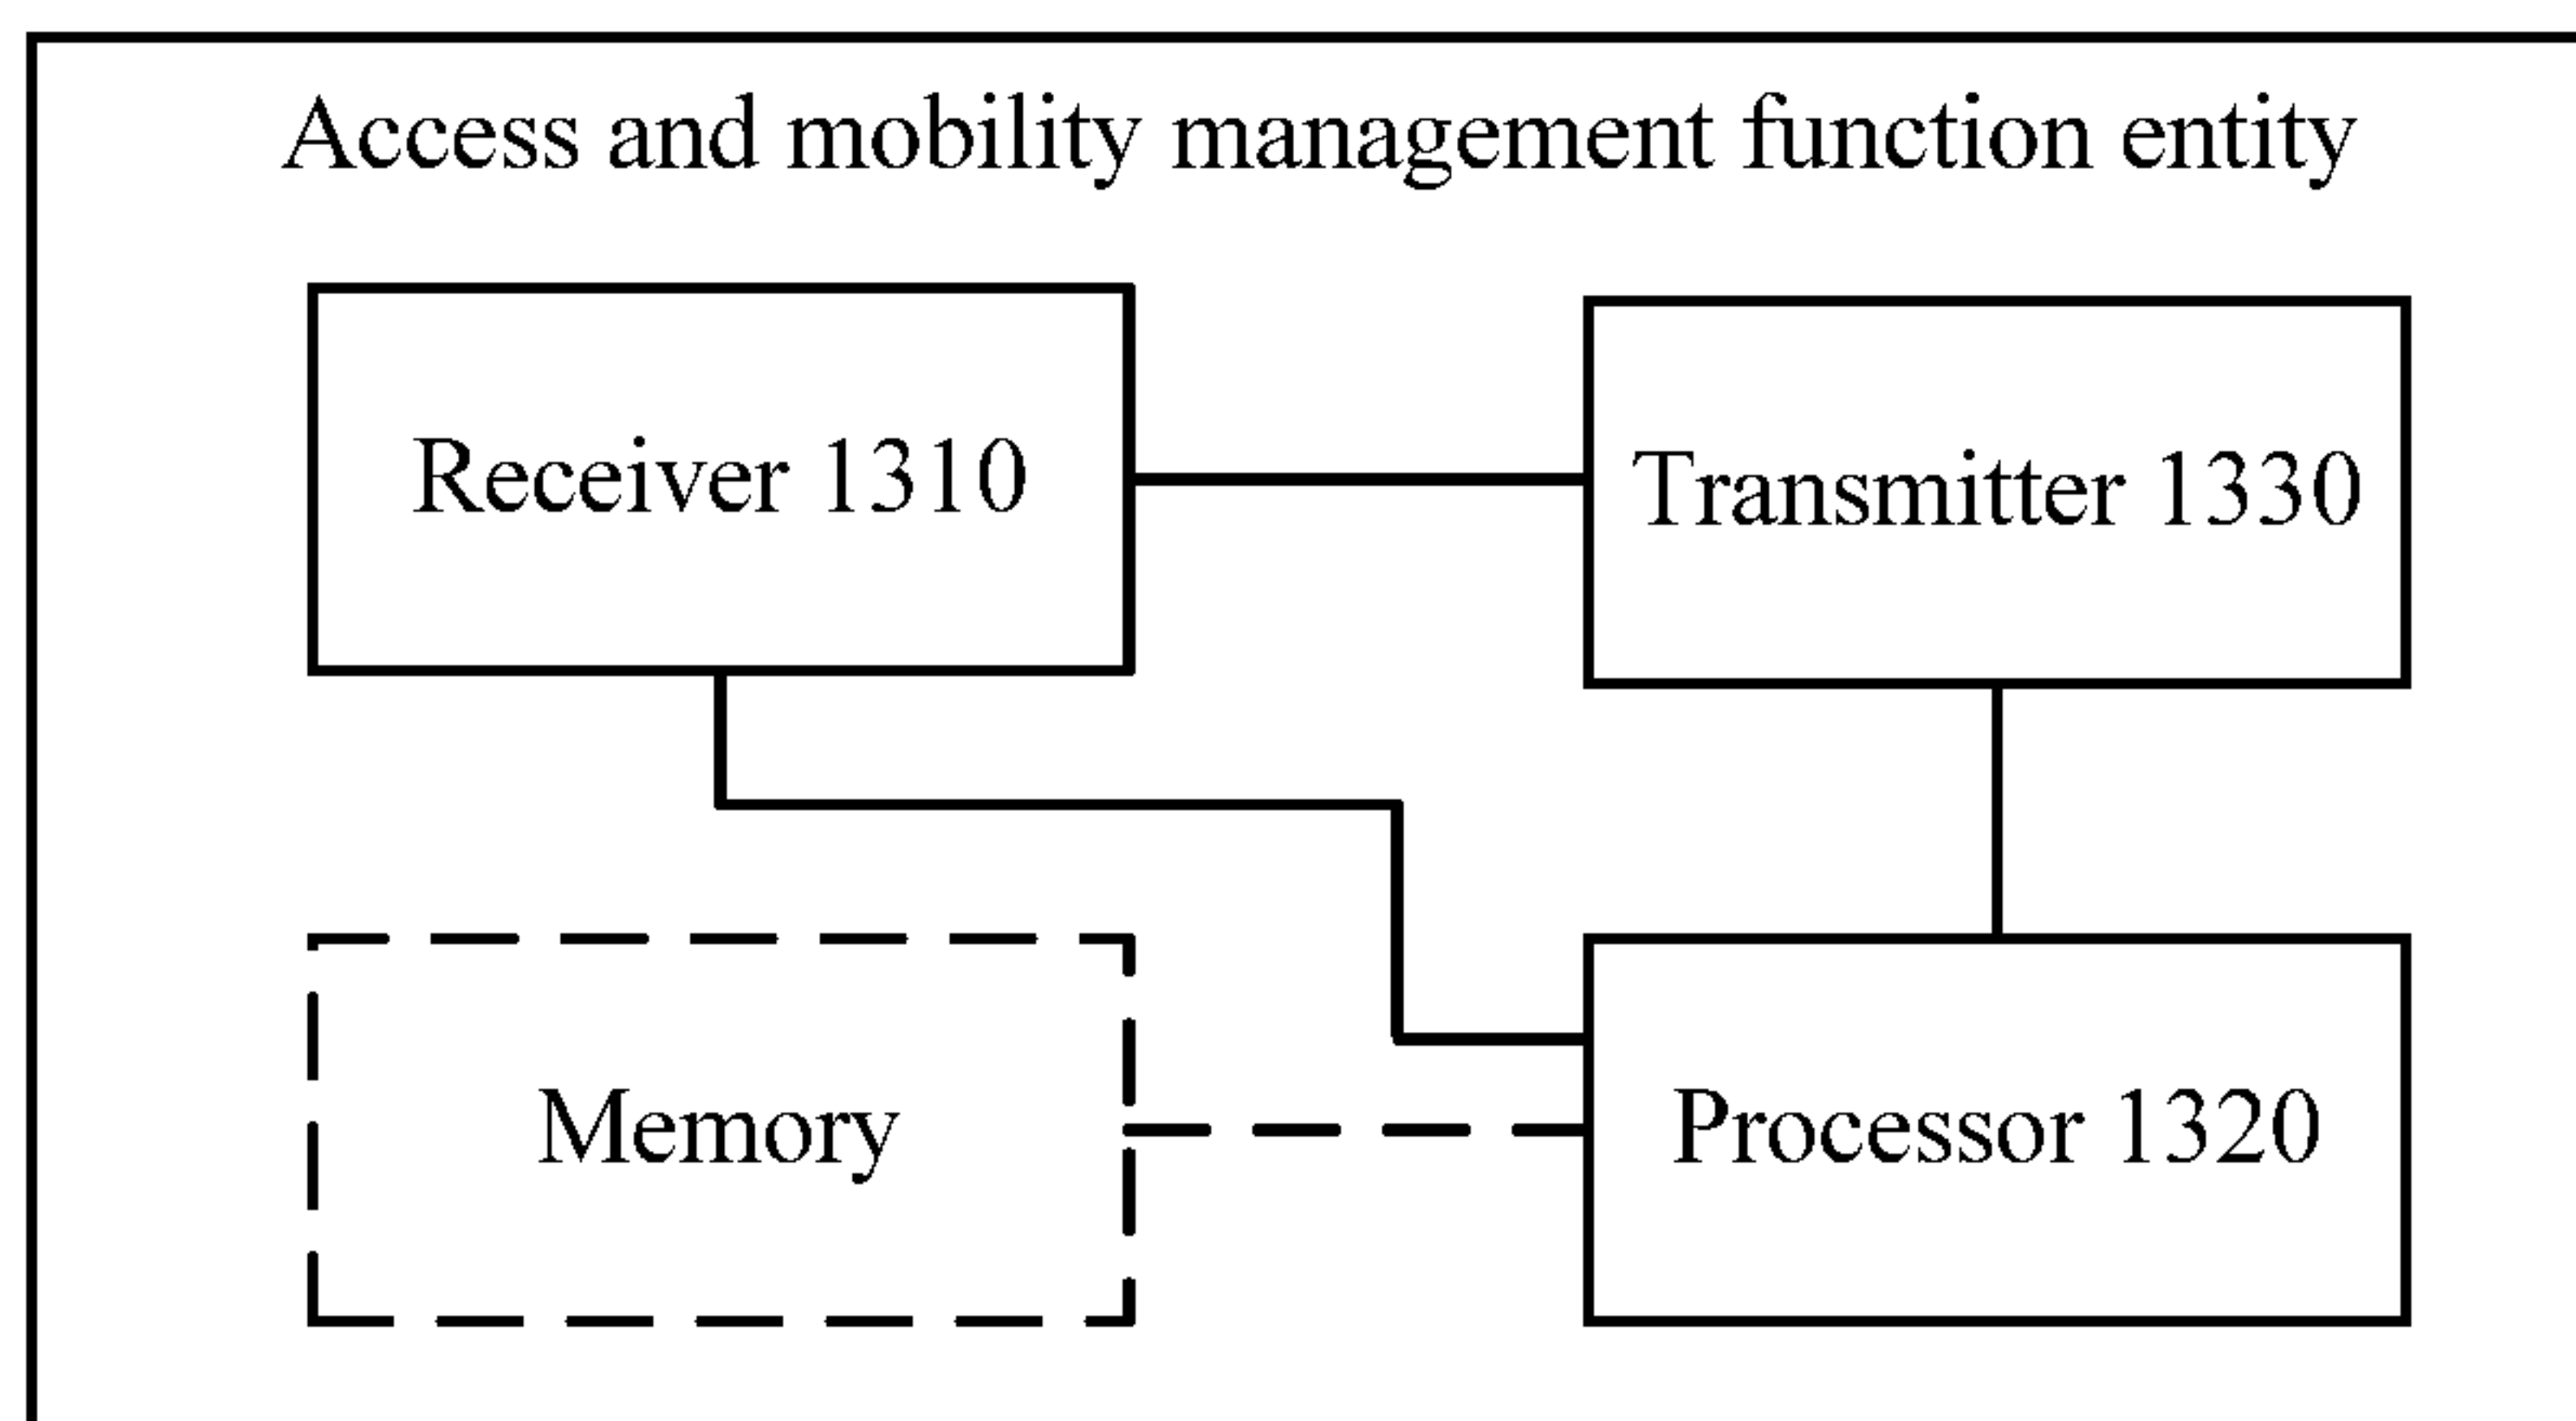 Access and mobility management function entity
Receiver 1310
Transmitter 1330
Memory
Processor 1320